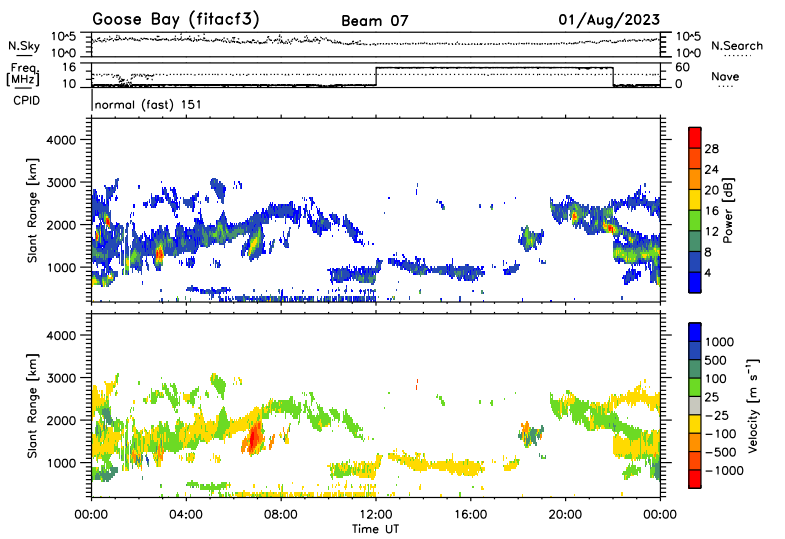 Goose Bay (fitacf3) Beam 07 01/Aug/2023
N.Sky 10^5 10^0 10^5 10^0 N.Search
Freq. [MHz] 16 10 60 0 Nave
CPID normal (fast) 151
Slant Range [km] 4000 3000 2000 1000
Power [dB] 28 24 20 16 12 8 4
Slant Range [km] 4000 3000 2000 1000
Velocity [m s^-1] 1000 500 100 25 -25 -100 -500 -1000
00:00 04:00 08:00 12:00 16:00 20:00 00:00
Time UT